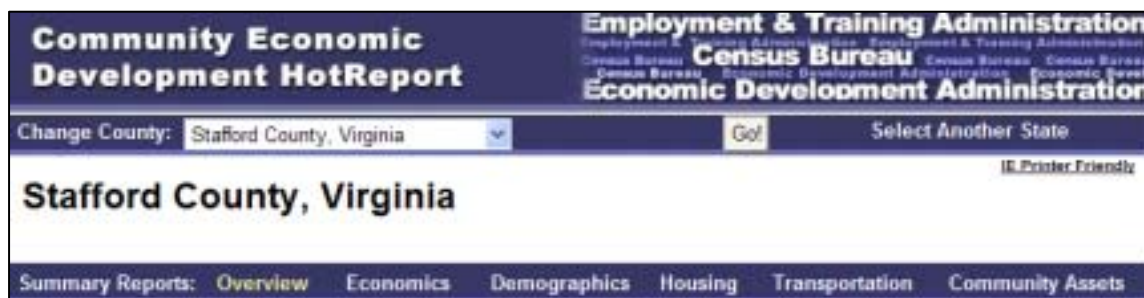 Community Economic
Development HotReport
Employment & Training Administration
Census Bureau
Economic Development Administration
Change County: Stafford County, Virginia Go! Select Another State
IE Printer Friendly
Stafford County, Virginia
Summary Reports: Overview Economics Demographics Housing Transportation Community Assets